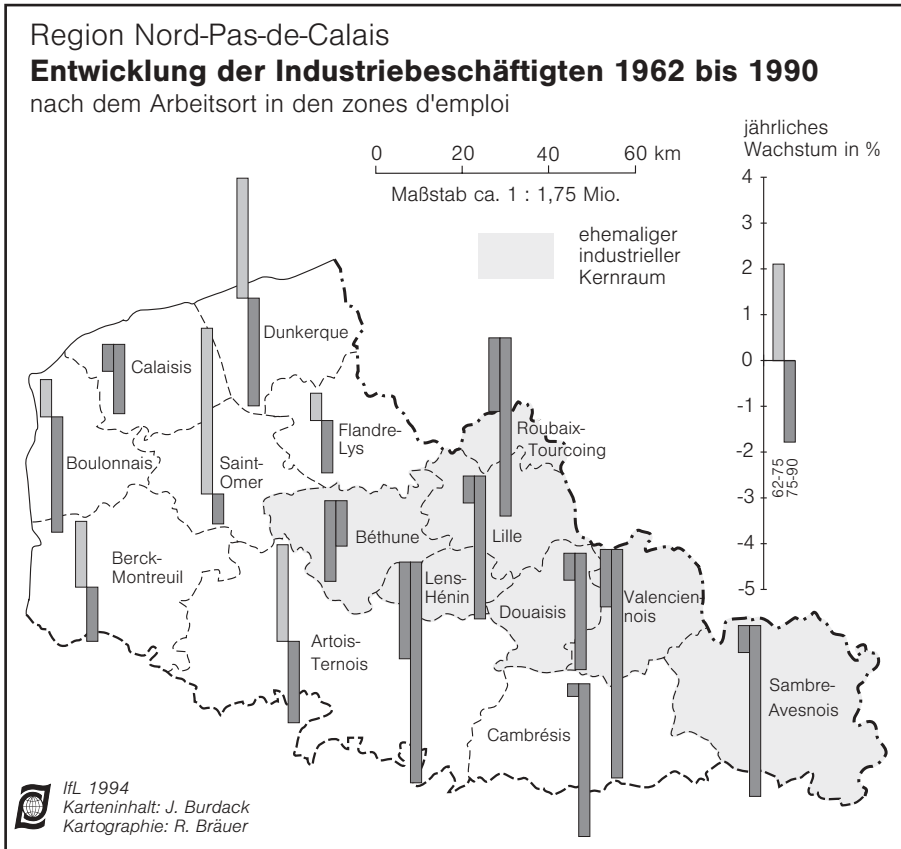 Region Nord-Pas-de-Calais
Entwicklung der Industriebeschäftigten 1962 bis 1990
nach dem Arbeitsort in den zones d'emploi
jährliches
Wachstum in %
0 20 40 60 km
Maßstab ca. 1 : 1,75 Mio.
ehemaliger
industrieller
Kernraum
4
3
2
1
0
-1
-2
-3
-4
-5
62-75
75-90
Dunkerque
Calaisis
Flandre-
Lys
Roubaix-
Tourcoing
Boulonnais
Saint-
Omer
Béthune
Lille
Berck-
Montreuil
Lens-
Hénin
Douaisis
Valencien-
nois
Artois-
Ternois
Sambre-
Avesnois
Cambrésis
IfL 1994
Karteninhalt: J. Burdack
Kartographie: R. Bräuer